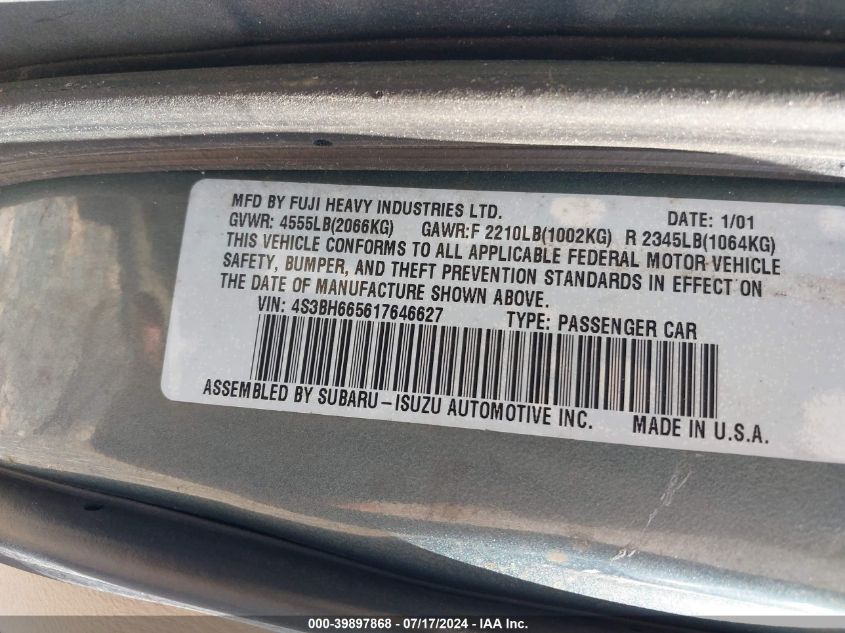 MFD BY FUJI HEAVY INDUSTRIES LTD. DATE: 1/01
GVWR: 4555LB(2066KG) GAWR:F 2210LB(1002KG) R 2345LB(1064KG)
THIS VEHICLE CONFORMS TO ALL APPLICABLE FEDERAL MOTOR VEHICLE
SAFETY, BUMPER, AND THEFT PREVENTION STANDARDS IN EFFECT ON
THE DATE OF MANUFACTURE SHOWN ABOVE.
VIN: 4S3BH665617646627 TYPE: PASSENGER CAR
ASSEMBLED BY SUBARU-ISUZU AUTOMOTIVE INC. MADE IN U.S.A.
000-39897868 - 07/17/2024 - IAA Inc.